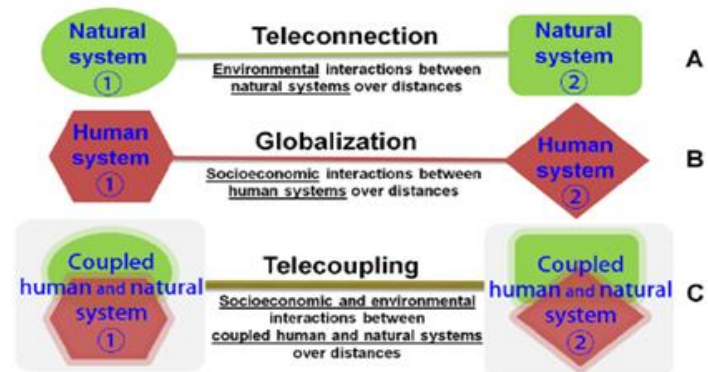 Natural
system
①
Teleconnection
Environmental interactions between
natural systems over distances
Natural
system
②
A
Human
system
①
Globalization
Socioeconomic interactions between
human systems over distances
Human
system
②
B
Coupled
human and natural
system
①
Telecoupling
Socioeconomic and environmental
interactions between
coupled human and natural systems
over distances
Coupled
human and natural
system
②
C